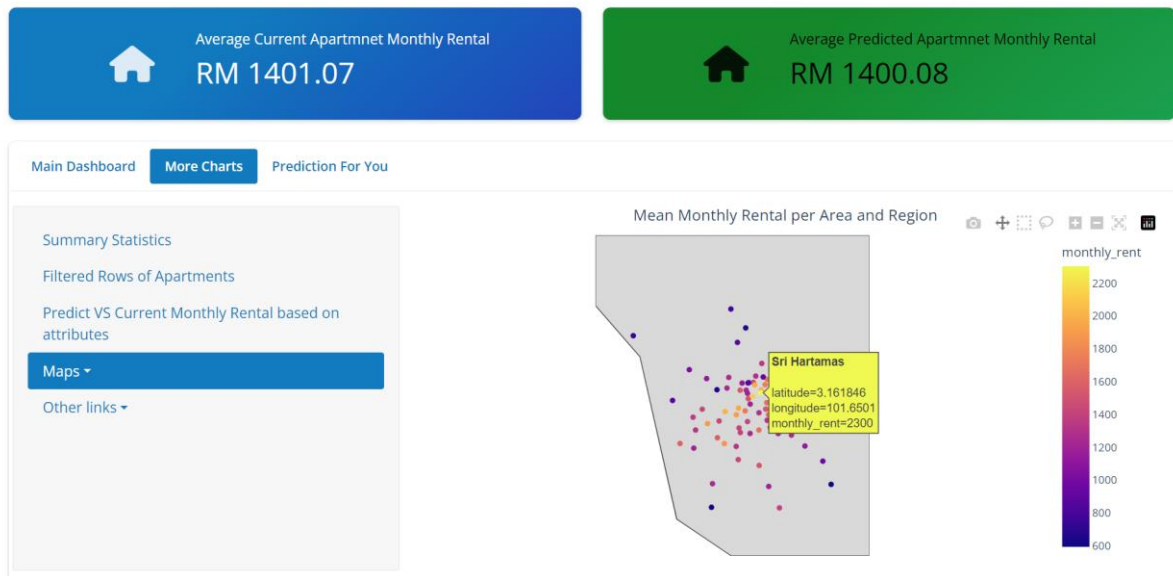 Average Current Apartmnet Monthly Rental
RM 1401.07
Average Predicted Apartmnet Monthly Rental
RM 1400.08
Main Dashboard
More Charts
Prediction For You
Summary Statistics
Filtered Rows of Apartments
Predict VS Current Monthly Rental based on
attributes
Maps
Other links
Mean Monthly Rental per Area and Region
Sri Hartamas
latitude=3.161846
longitude=101.6501
monthly_rent=2300
monthly_rent
2200
2000
1800
1600
1400
1200
1000
800
600